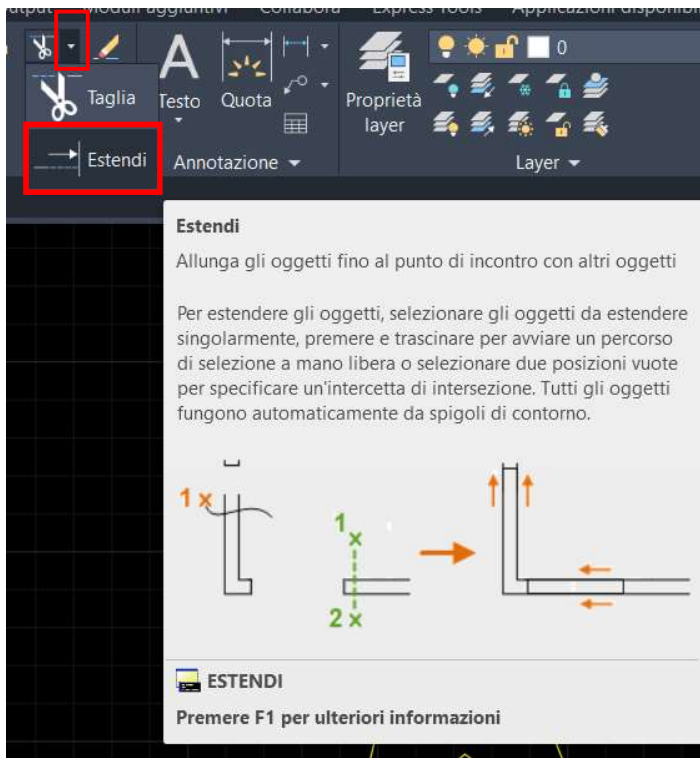 Moduli aggiuntivi Collabora Express Tools Applicazioni
Taglia
Testo
Quota
Proprietà
layer
0
Estendi
Annotazione
Layer
Estendi
Allunga gli oggetti fino al punto di incontro con altri oggetti
Per estendere gli oggetti, selezionare gli oggetti da estendere
singolarmente, premere e trascinare per avviare un percorso
di selezione a mano libera o selezionare due posizioni vuote
per specificare un'intercetta di intersezione. Tutti gli oggetti
fungono automaticamente da spigoli di contorno.
1 x
1
x
2 x
ESTENDI
Premere F1 per ulteriori informazioni